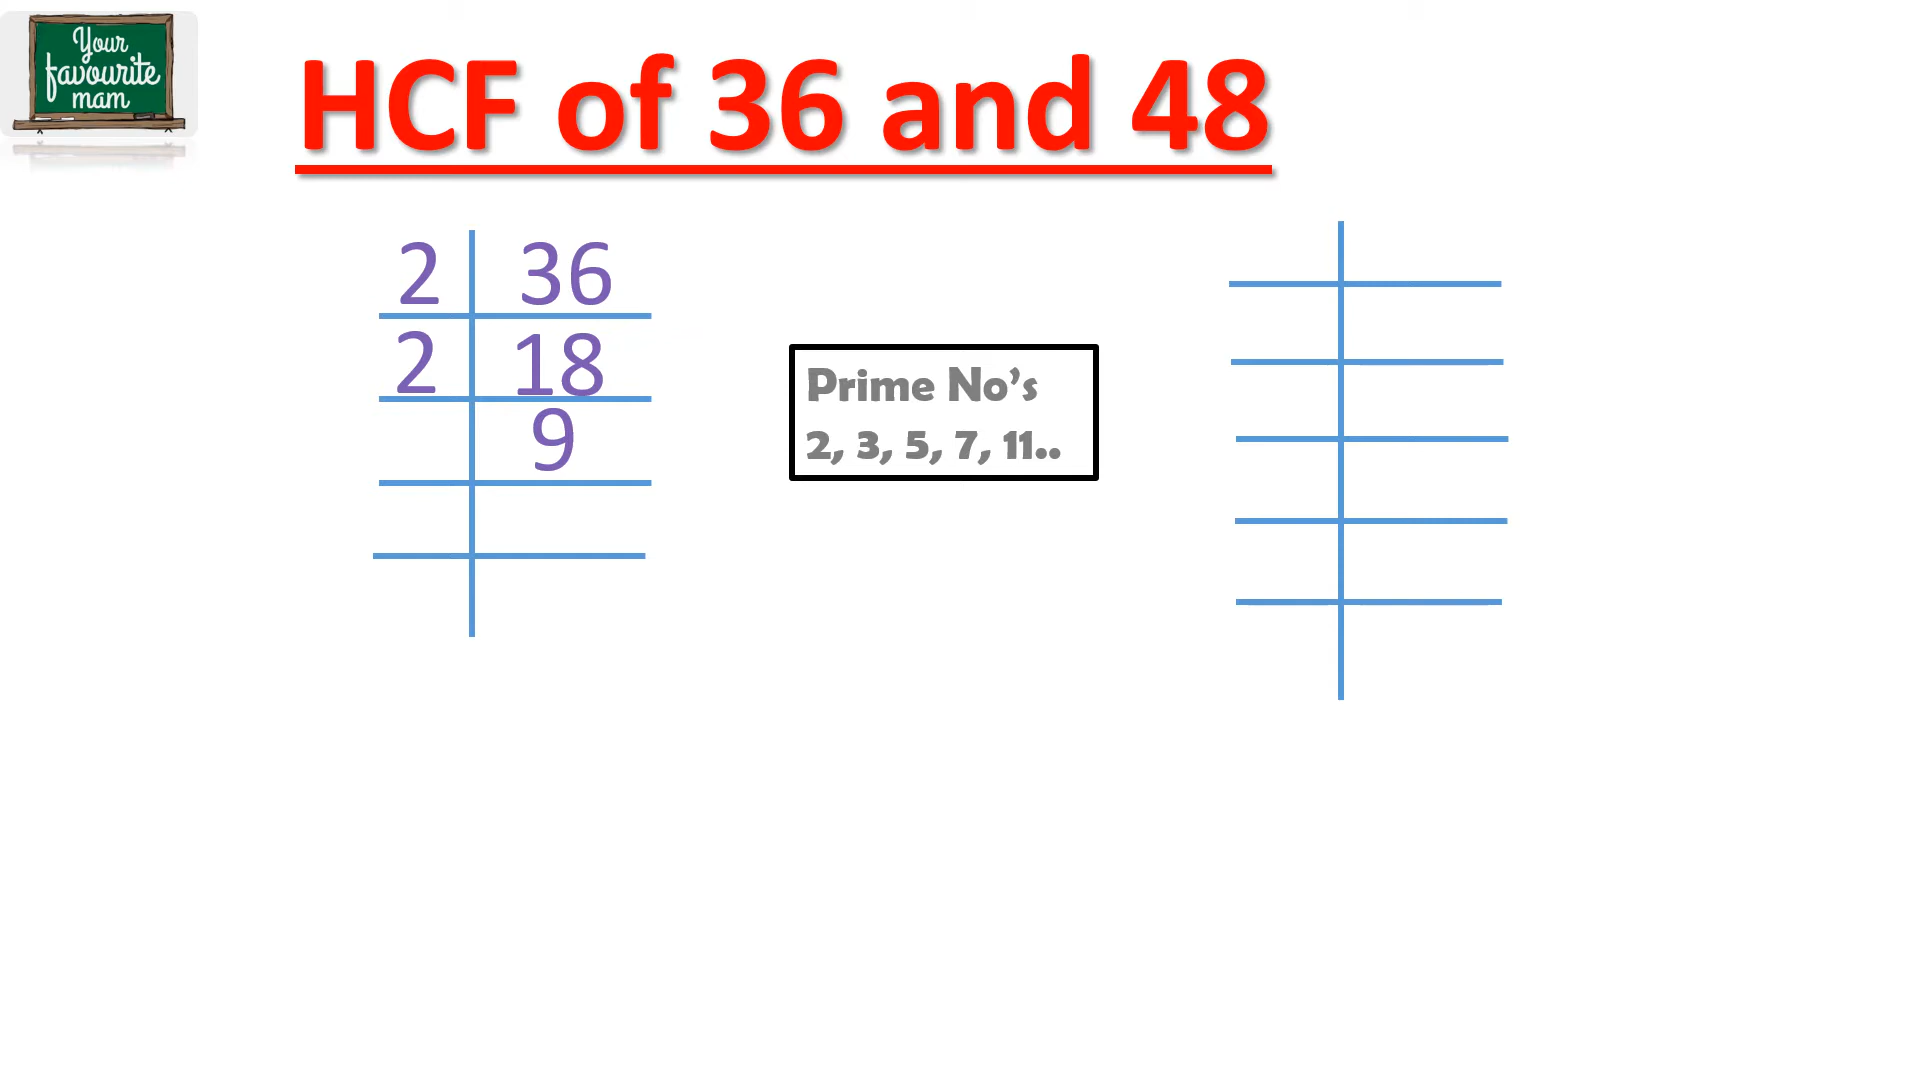 Your
favourite
mam
HCF of 36 and 48
2 36
2 18
9
Prime No’s
2, 3, 5, 7, 11..